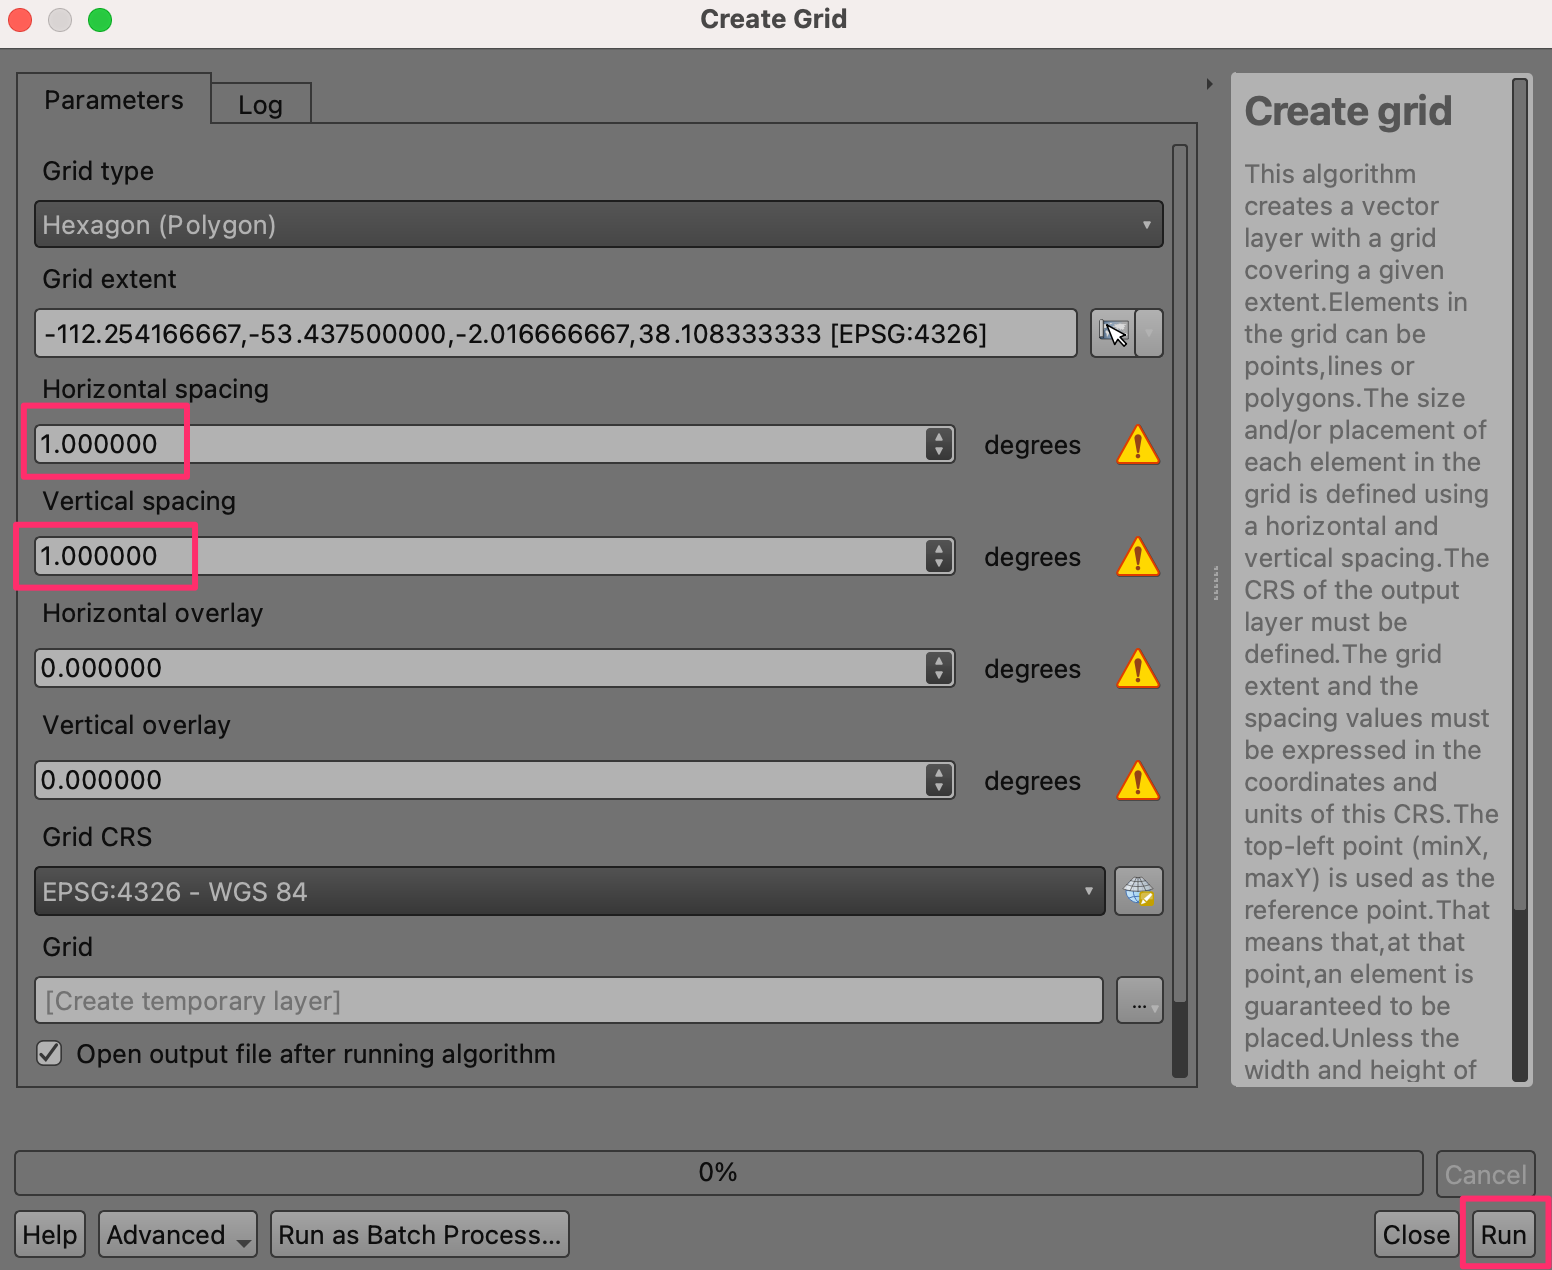 Create Grid
Parameters
Log
Grid type
Hexagon (Polygon)
Grid extent
-112.254166667,-53.437500000,-2.016666667,38.108333333 [EPSG:4326]
Horizontal spacing
1.000000
degrees
Vertical spacing
1.000000
degrees
Horizontal overlay
0.000000
degrees
Vertical overlay
0.000000
degrees
Grid CRS
EPSG:4326 - WGS 84
Grid
[Create temporary layer]
...
Open output file after running algorithm
Create grid
This algorithm
creates a vector
layer with a grid
covering a given
extent.Elements in
the grid can be
points,lines or
polygons.The size
and/or placement of
each element in the
grid is defined using
a horizontal and
vertical spacing.The
CRS of the output
layer must be
defined.The grid
extent and the
spacing values must
be expressed in the
coordinates and
units of this CRS.The
top-left point (minX,
maxY) is used as the
reference point.That
means that,at that
point,an element is
guaranteed to be
placed.Unless the
width and height of
0%
Cancel
Help
Advanced
Run as Batch Process...
Close
Run